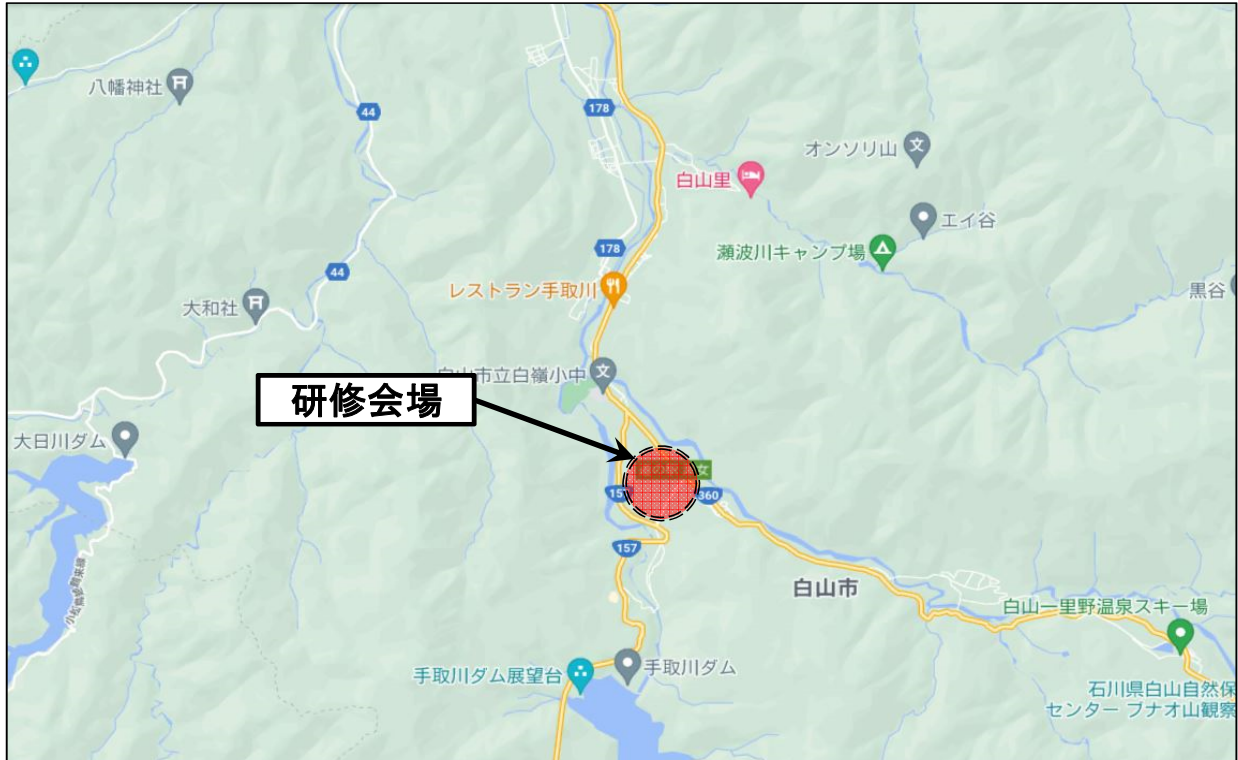 八幡神社
44
178
オンソリ山
文
白山里
エイ谷
瀬波川キャンプ場
178
44
レストラン手取川
黒谷
大和社
白山市立白嶺小中
文
研修会場
大日川ダム
女
360
157
白山市
白山一里野温泉スキー場
手取川ダム展望台
手取川ダム
石川県白山自然保
センター ブナオ山観察